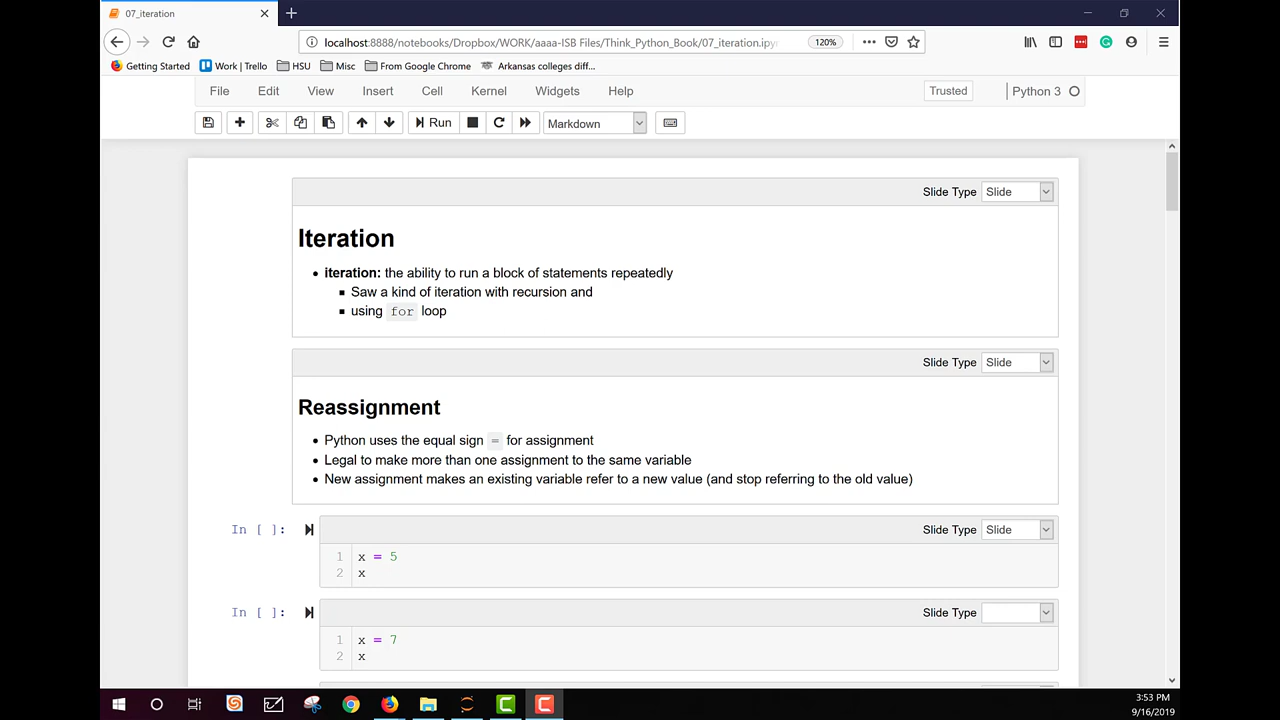 07_iteration
localhost:8888/notebooks/Dropbox/WORK/aaaa-ISB Files/Think_Python_Book/07_iteration.ipyn
120%
Getting Started Work | Trello HSU Misc From Google Chrome Arkansas colleges diff...
File Edit View Insert Cell Kernel Widgets Help Trusted Python 3
Run Markdown
Slide Type Slide
Iteration
iteration: the ability to run a block of statements repeatedly
Saw a kind of iteration with recursion and
using for loop
Slide Type Slide
Reassignment
Python uses the equal sign = for assignment
Legal to make more than one assignment to the same variable
New assignment makes an existing variable refer to a new value (and stop referring to the old value)
In [ ]: Slide Type Slide
1 x = 5
2 x
In [ ]: Slide Type
1 x = 7
2 x
3:53 PM
9/16/2019